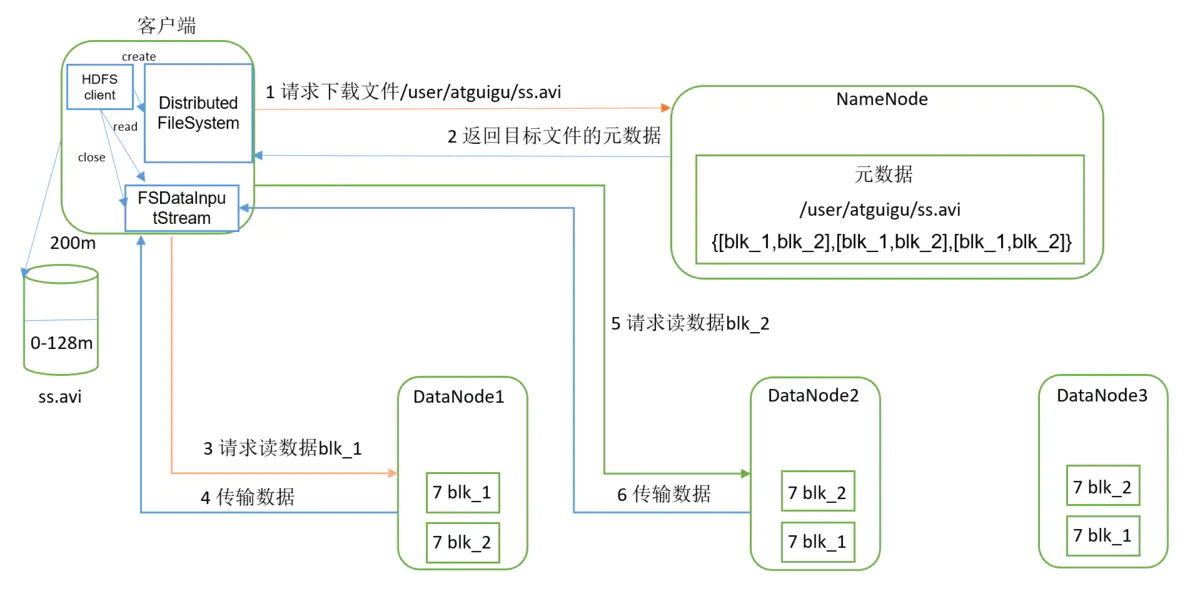 客户端
create
HDFS
client
Distributed
FileSystem
read
close
FSDataInpu
tStream
1 请求下载文件/user/atguigu/ss.avi
2 返回目标文件的元数据
NameNode
元数据
/user/atguigu/ss.avi
{[blk_1,blk_2],[blk_1,blk_2],[blk_1,blk_2]}
200m
0-128m
ss.avi
5 请求读数据blk_2
3 请求读数据blk_1
4 传输数据
6 传输数据
DataNode1
7 blk_1
7 blk_2
DataNode2
7 blk_2
7 blk_1
DataNode3
7 blk_2
7 blk_1